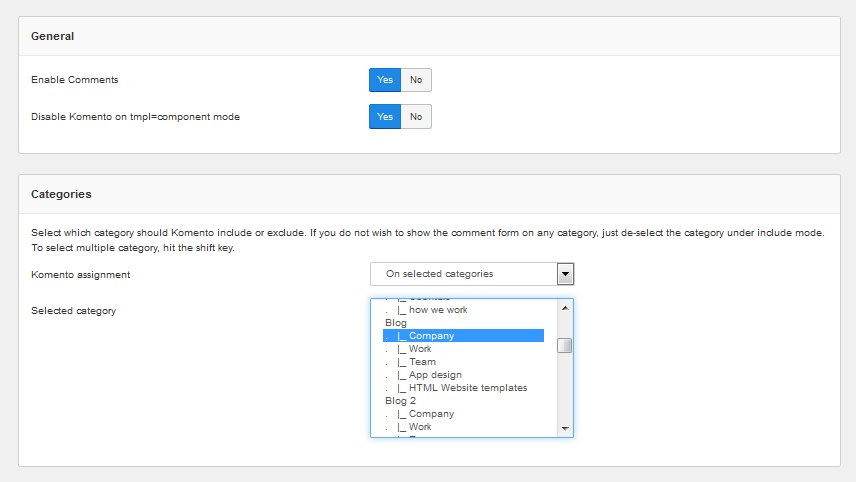 General
Enable Comments Yes No
Disable Komento on tmpl=component mode Yes No
Categories
Select which category should Komento include or exclude. If you do not wish to show the comment form on any category, just de-select the category under include mode.
To select multiple category, hit the shift key.
Komento assignment On selected categories
Selected category
. |_ how we work
Blog
. |_ Company
. |_ Work
. |_ Team
. |_ App design
. |_ HTML Website templates
Blog 2
. |_ Company
. |_ Work